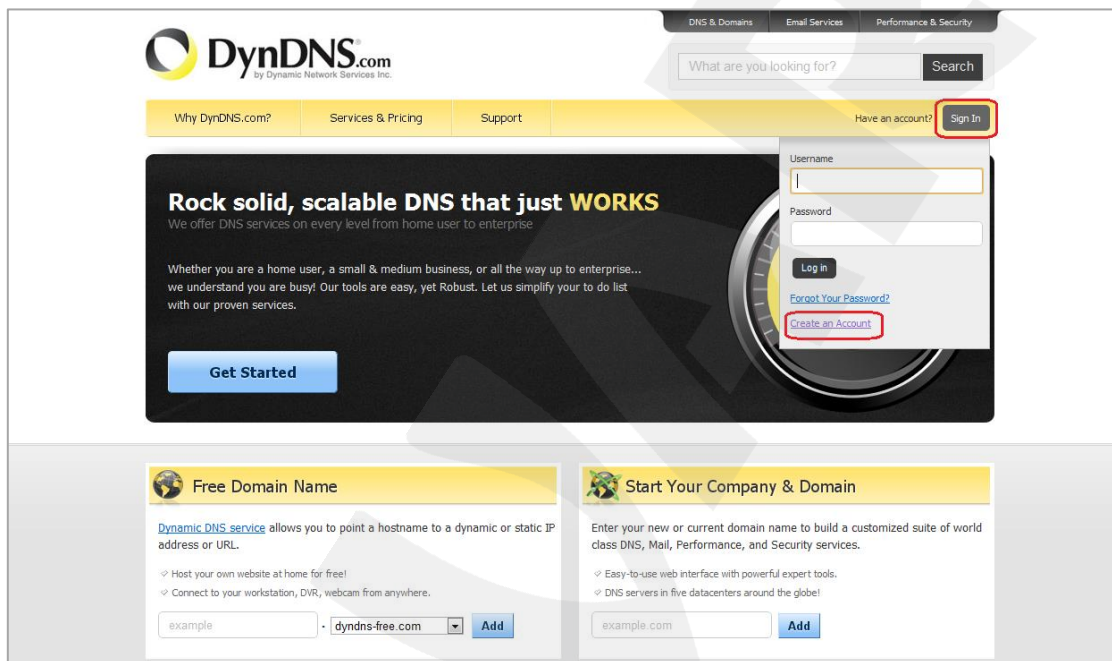 DNS & Domains Email Services Performance & Security
DynDNS.com
by Dynamic Network Services Inc.
What are you looking for? Search
Why DynDNS.com? Services & Pricing Support Have an account? Sign In
Username
Password
Log in
Forgot Your Password?
Create an Account
Rock solid, scalable DNS that just WORKS
We offer DNS services on every level from home user to enterprise
Whether you are a home user, a small & medium business, or all the way up to enterprise...
we understand you are busy! Our tools are easy, yet Robust. Let us simplify your to do list
with our proven services.
Get Started
Free Domain Name
Dynamic DNS service allows you to point a hostname to a dynamic or static IP
address or URL.
Host your own website at home for free!
Connect to your workstation, DVR, webcam from anywhere.
example . dyndns-free.com Add
Start Your Company & Domain
Enter your new or current domain name to build a customized suite of world
class DNS, Mail, Performance, and Security services.
Easy-to-use web interface with powerful expert tools.
DNS servers in five datacenters around the globe!
example.com Add